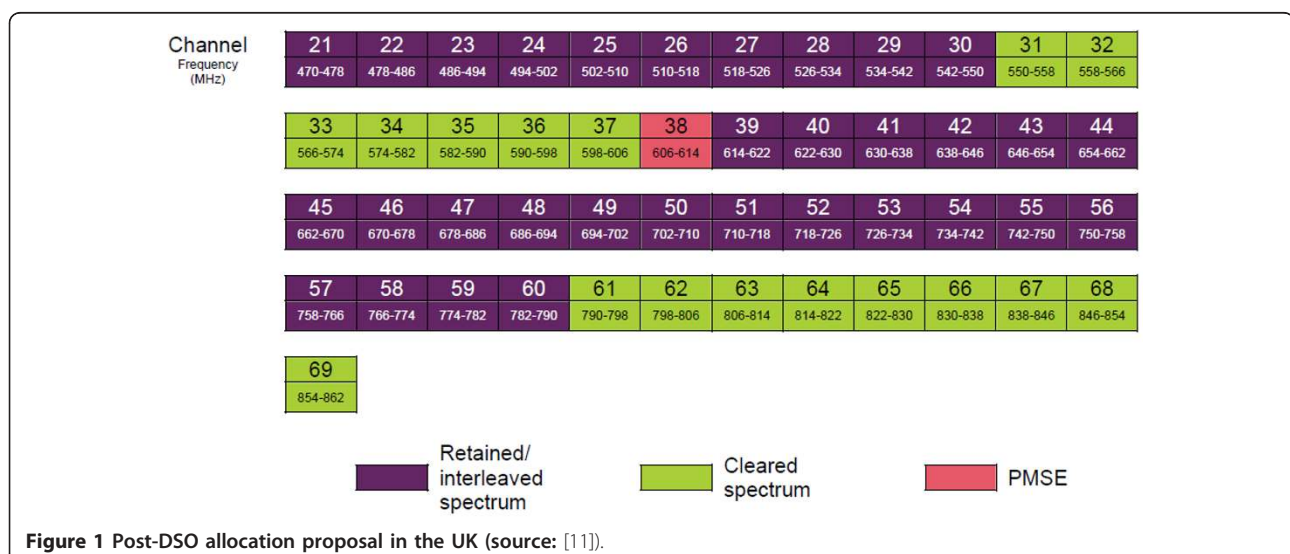 Channel
Frequency
(MHz)
21 22 23 24 25 26 27 28 29 30 31 32
470-478 478-486 486-494 494-502 502-510 510-518 518-526 526-534 534-542 542-550 550-558 558-566
33 34 35 36 37 38 39 40 41 42 43 44
566-574 574-582 582-590 590-598 598-606 606-614 614-622 622-630 630-638 638-646 646-654 654-662
45 46 47 48 49 50 51 52 53 54 55 56
662-670 670-678 678-686 686-694 694-702 702-710 710-718 718-726 726-734 734-742 742-750 750-758
57 58 59 60 61 62 63 64 65 66 67 68
758-766 766-774 774-782 782-790 790-798 798-806 806-814 814-822 822-830 830-838 838-846 846-854
69
854-862
Retained/
interleaved
spectrum
Cleared
spectrum
PMSE
Figure 1 Post-DSO allocation proposal in the UK (source: [11]).